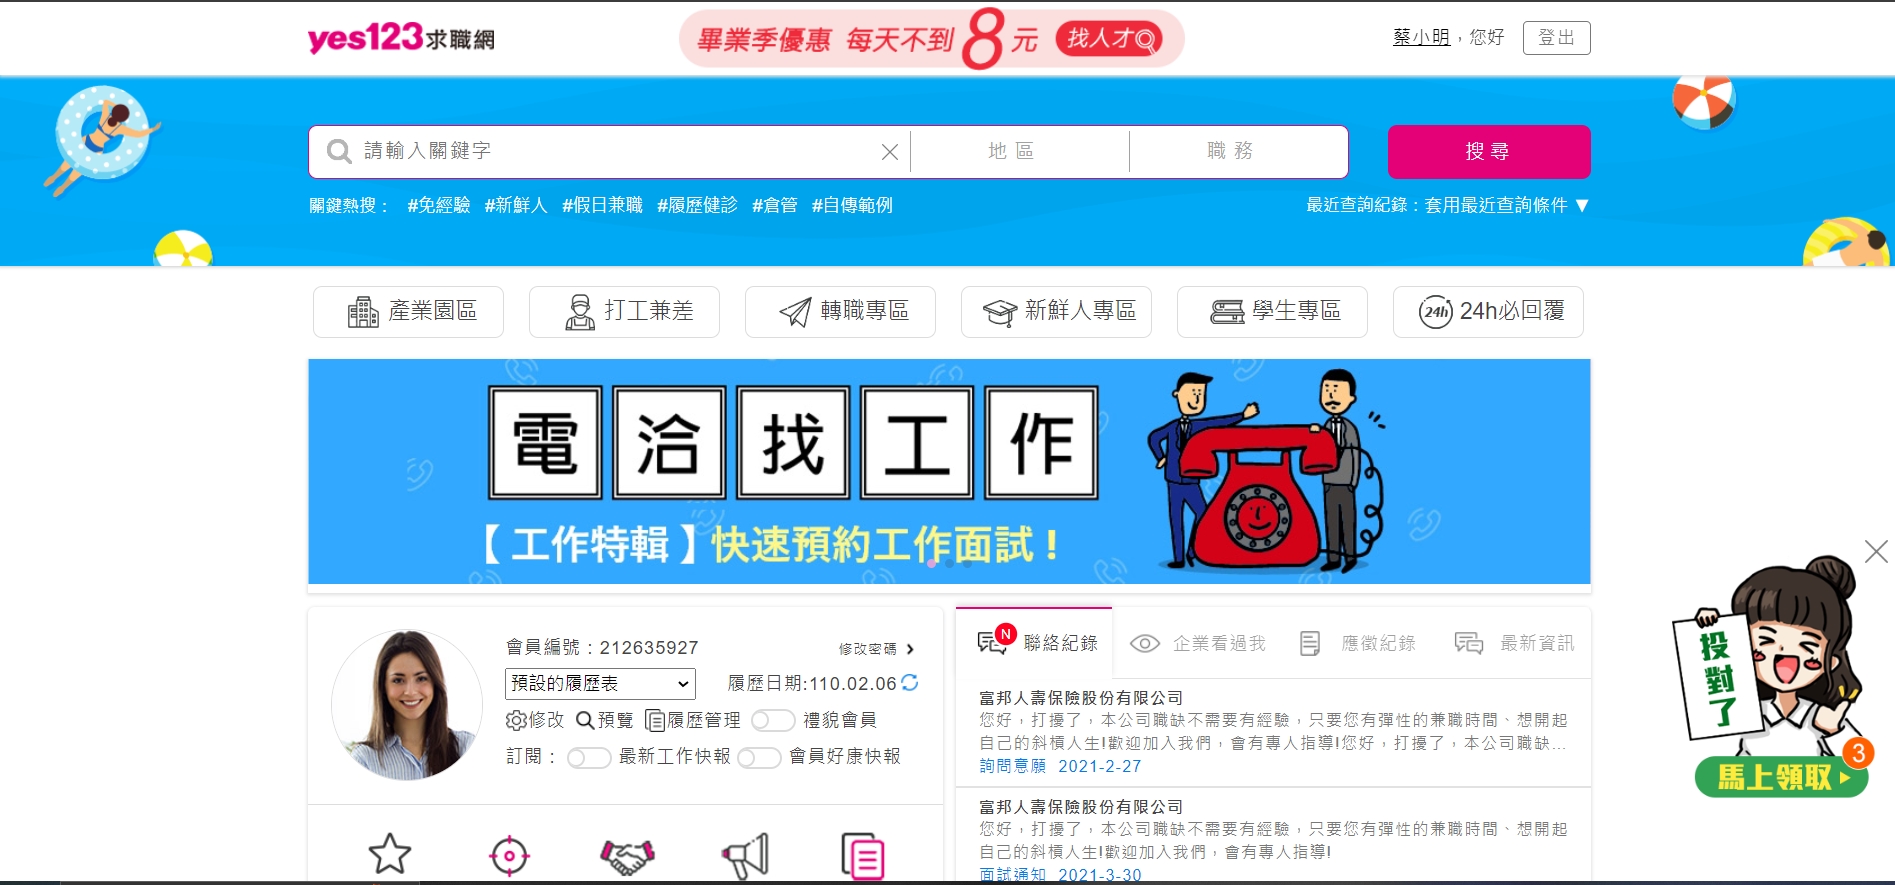 yes123求職網
畢業季優惠 每天不到8元 找人才
蔡小明，您好 登出
請輸入關鍵字 地區 職務 搜尋
關鍵熱搜： #免經驗 #新鮮人 #假日兼職 #履歷健診 #倉管 #自傳範例 最近查詢紀錄：套用最近查詢條件 ▼
產業園區 打工兼差 轉職專區 新鮮人專區 學生專區 24h 24h必回覆
電洽找工作
【工作特輯】快速預約工作面試！
會員編號：212635927 修改密碼
預設的履歷表 履歷日期:110.02.06
修改 預覽 履歷管理 禮貌會員
訂閱： 最新工作快報 會員好康快報
N 聯絡紀錄 企業看過我 應徵紀錄 最新資訊
富邦人壽保險股份有限公司
您好，打擾了，本公司職缺不需要有經驗，只要您有彈性的兼職時間、想開起
自己的斜槓人生!歡迎加入我們，會有專人指導!您好，打擾了，本公司職缺...
詢問意願 2021-2-27
富邦人壽保險股份有限公司
您好，打擾了，本公司職缺不需要有經驗，只要您有彈性的兼職時間、想開起
自己的斜槓人生!歡迎加入我們，會有專人指導!
面試通知 2021-3-30
投對了
3
馬上領取